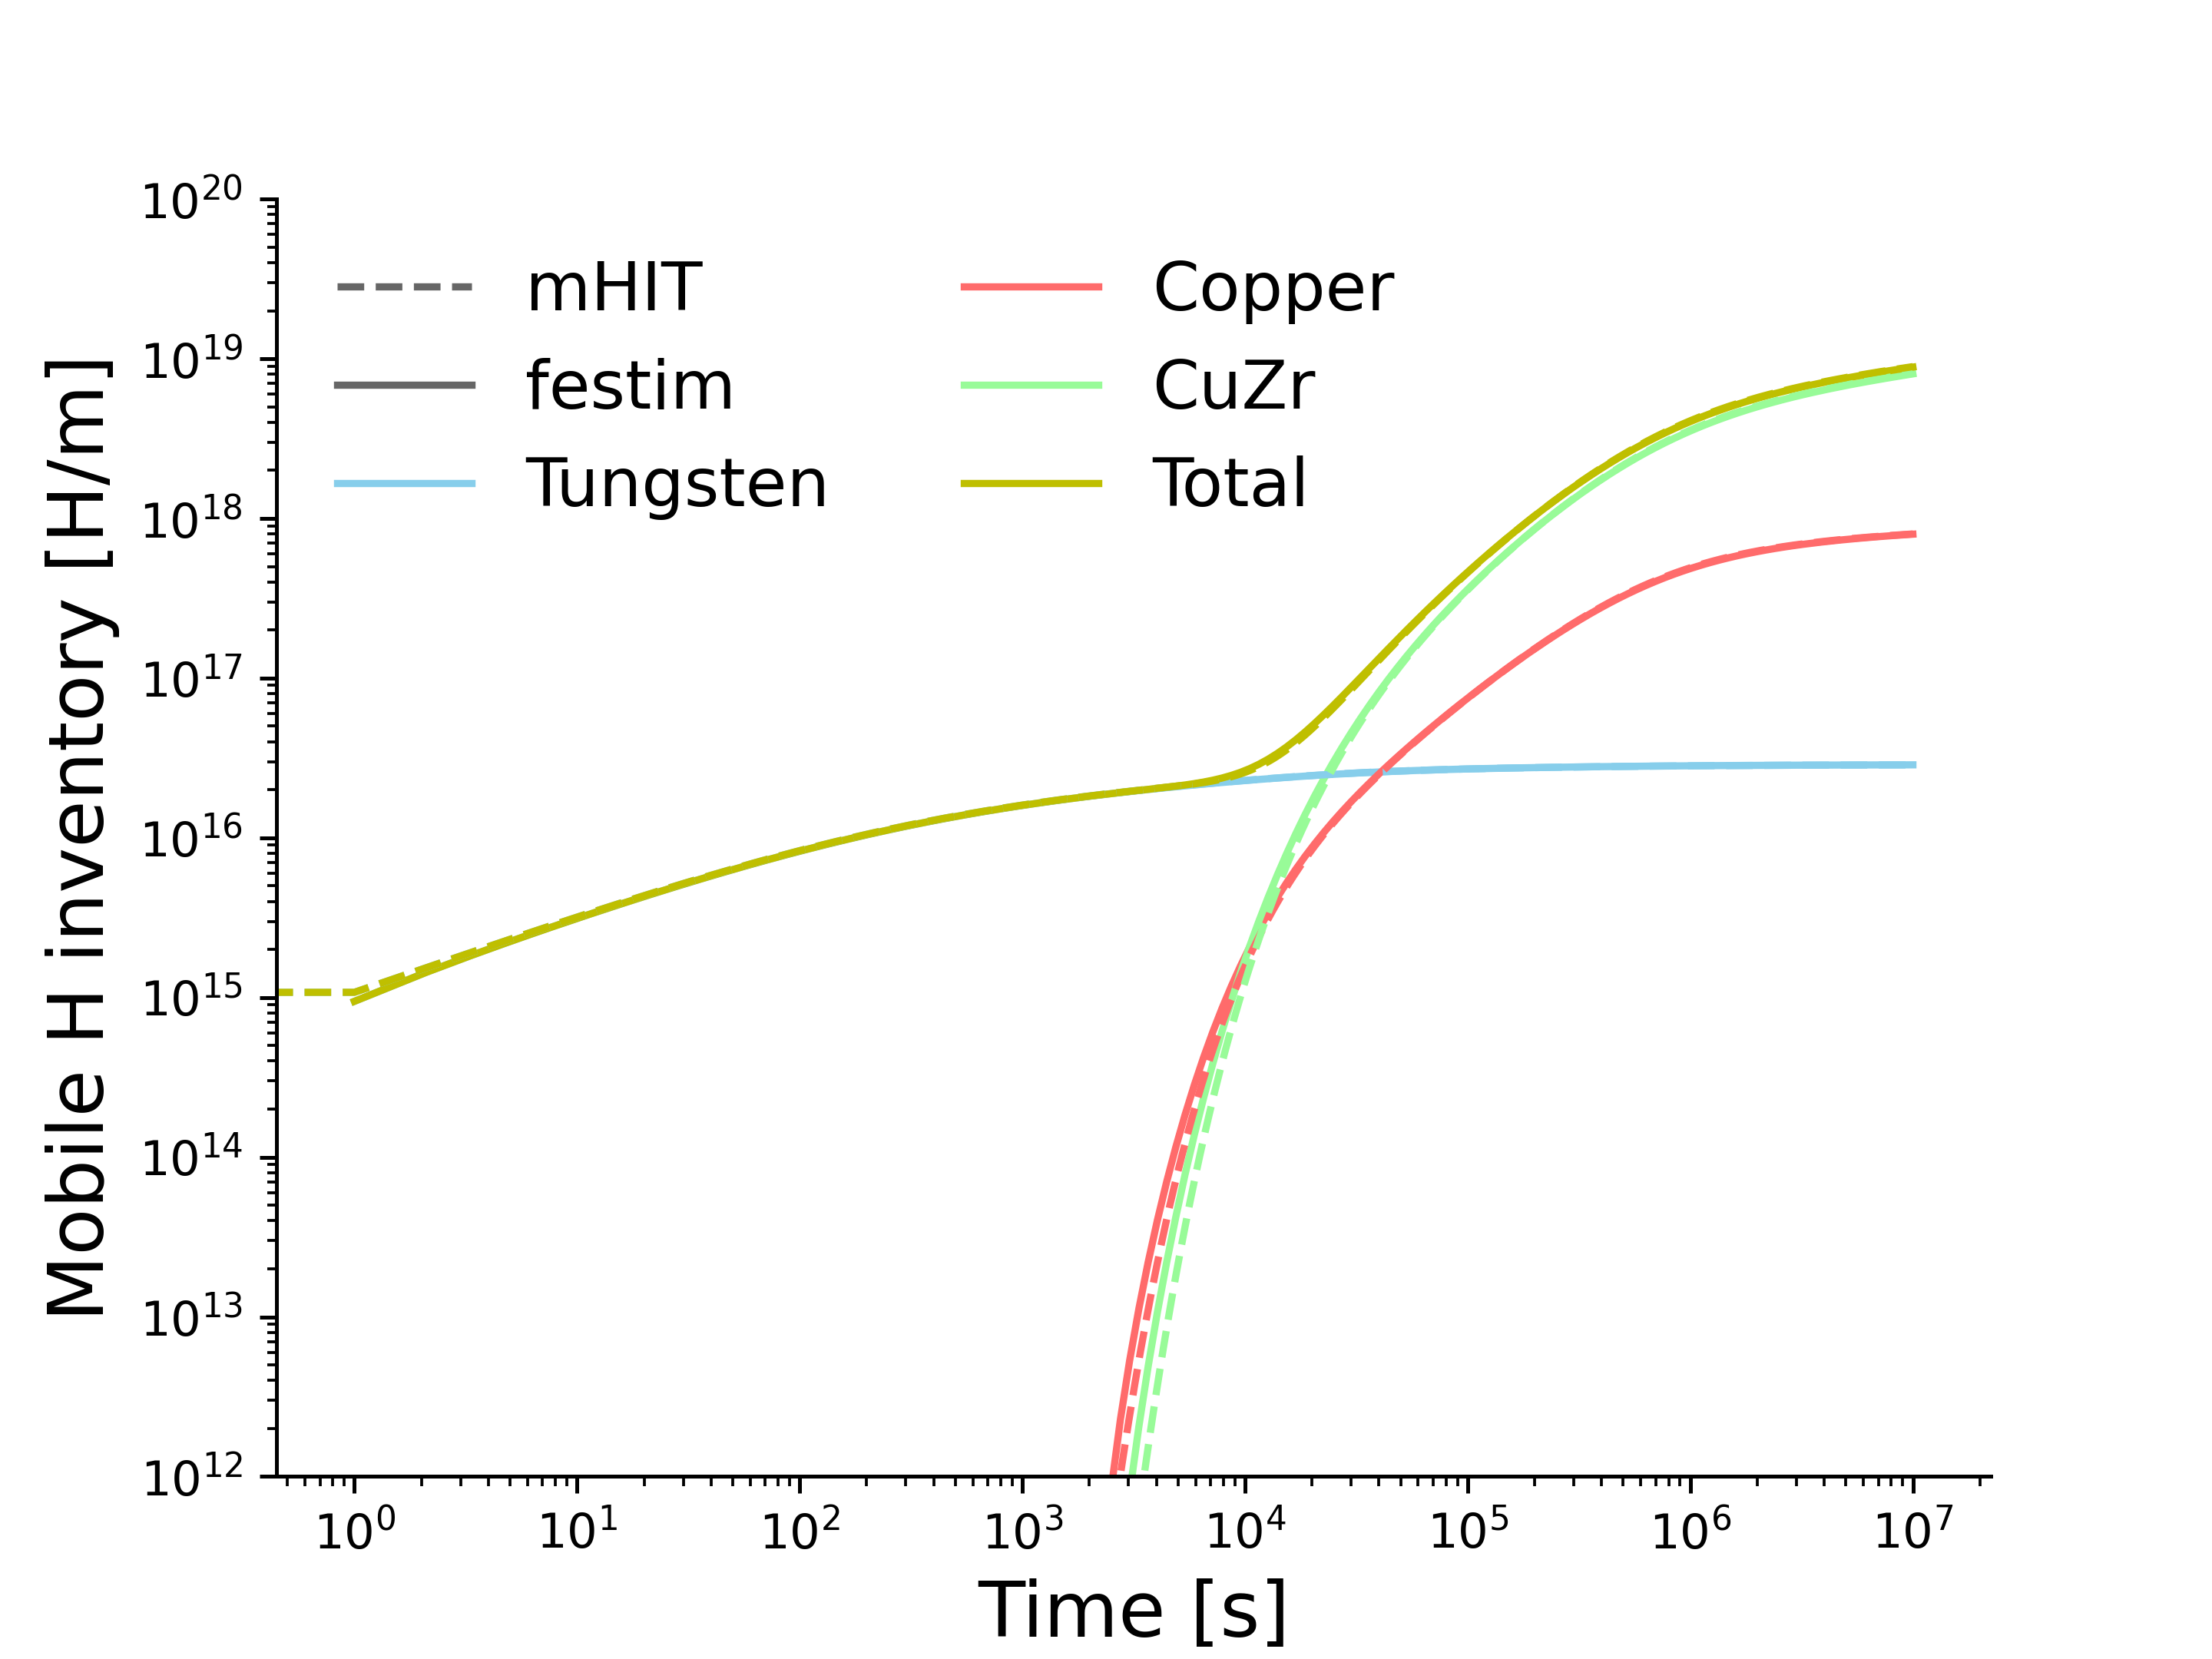 10^20
10^19
10^18
10^17
10^16
10^15
10^14
10^13
10^12
Mobile H inventory [H/m]
mHIT
festim
Tungsten
Copper
CuZr
Total
10^0 10^1 10^2 10^3 10^4 10^5 10^6 10^7
Time [s]